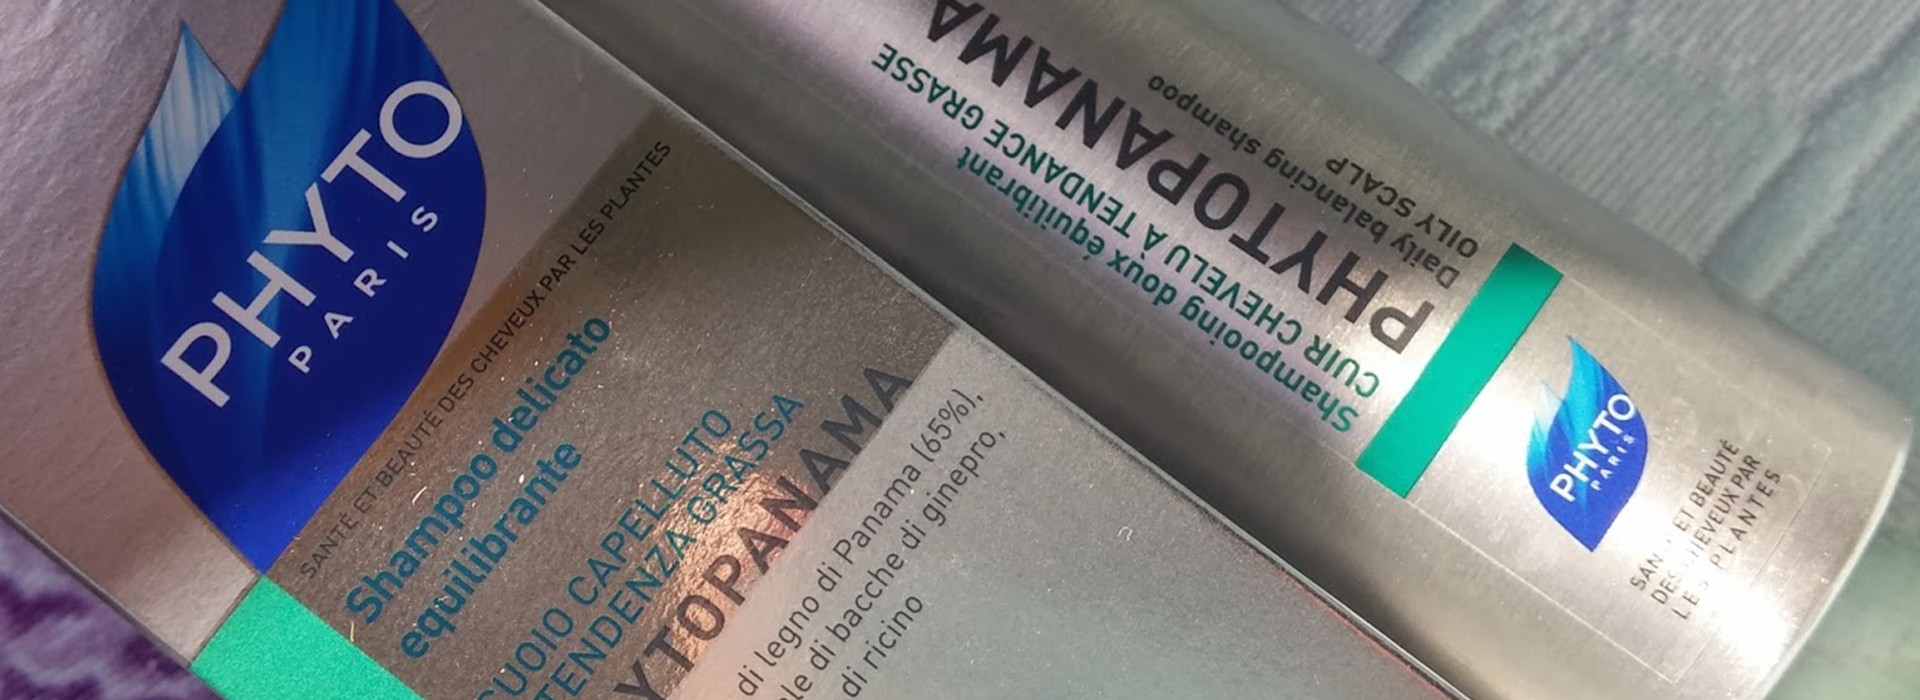 PHYTO
PARIS
SANTÉ ET BEAUTÉ DES CHEVEUX PAR LES PLANTES
Shampoo delicato
equilibrante
CUOIO CAPELLUTO
TENDENZA GRASSA
YTOPANAMA
di legno di Panama (65%),
di bacche di ginepro,
di ricino
PHYTO
PARIS
SAN ET BEAUTÉ
DES CHEVEUX PAR
LES PLANTES
Daily balancing shampoo
OILY SCALP
PHYTOPANAMA
Shampooing doux équilibrant
CUIR CHEVELU À TENDANCE GRASSE